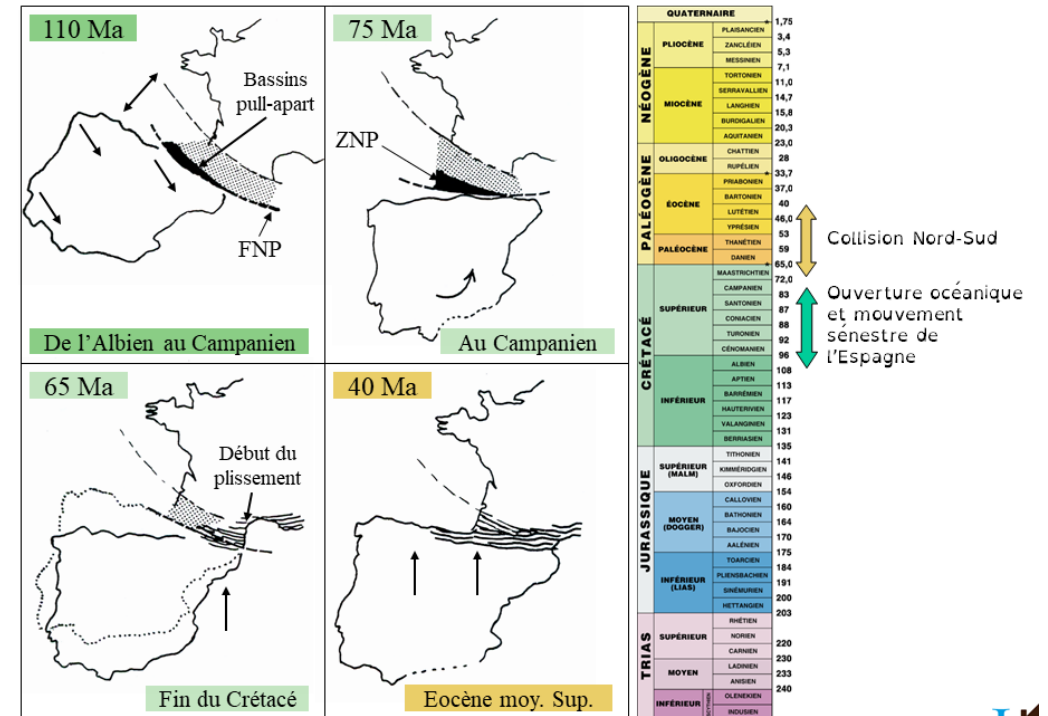 110 Ma
Bassins
pull-apart
FNP
De l'Albien au Campanien
75 Ma
ZNP
Au Campanien
65 Ma
Début du
plissement
Fin du Crétacé
40 Ma
Eocène moy. Sup.
QUATERNAIRE
1,75
NÉOGÈNE
PLIOCÈNE
PLAISANCIEN
3,4
ZANCLÉIEN
5,3
MESSINIEN
7,1
MIOCÈNE
TORTONIEN
11,0
SERRAVALLIEN
14,7
LANGHIEN
15,8
BURDIGALIEN
20,3
AQUITANIEN
23,0
PALÉOGÈNE
OLIGOCÈNE
CHATTIEN
28
RUPÉLIEN
33,7
ÉOCÈNE
PRIABONIEN
37,0
BARTONIEN
40
LUTÉTIEN
46,0
YPRÉSIEN
53
PALÉOCÈNE
THANÉTIEN
59
DANIEN
65,0
CRÉTACÉ
SUPÉRIEUR
MAASTRICHTIEN
72,0
CAMPANIEN
83
SANTONIEN
87
CONIACIEN
88
TURONIEN
92
CÉNOMANIEN
96
INFÉRIEUR
ALBIEN
108
APTIEN
113
BARRÉMIEN
117
HAUTERIVIEN
123
VALANGINIEN
131
BERRIASIEN
135
JURASSIQUE
SUPÉRIEUR
(MALM)
TITHONIEN
141
KIMMÉRIDGIEN
146
OXFORDIEN
154
MOYEN
(DOGGER)
CALLOVIEN
160
BATHONIEN
164
BAJOCIEN
170
AALÉNIEN
175
INFÉRIEUR
(LIAS)
TOARCIEN
184
PLIENSBACHIEN
191
SINÉMURIEN
200
HETTANGIEN
203
TRIAS
SUPÉRIEUR
RHÉTIEN
NORIEN
220
CARNIEN
230
MOYEN
LADINIEN
233
ANISIEN
240
INFÉRIEUR
OLENEKIEN
INDUSIEN
Collision Nord-Sud
Ouverture océanique
et mouvement
sénestre de
l'Espagne